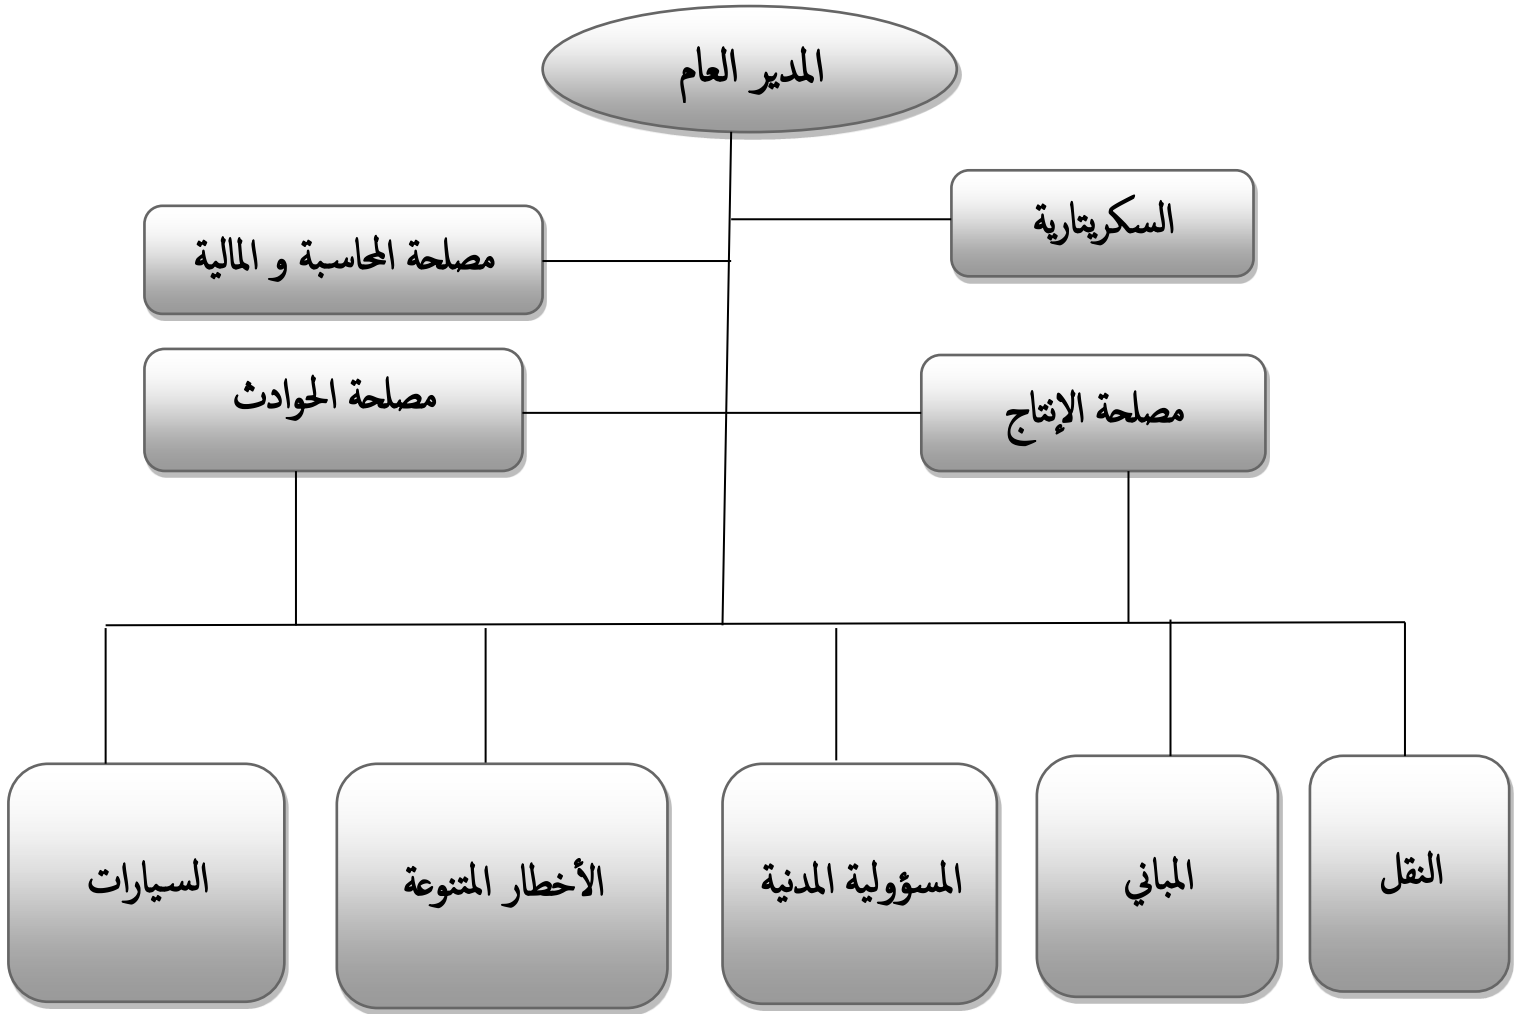 المدير العام
السكريتارية
مصلحة المحاسبة و المالية
مصلحة الإنتاج
مصلحة الحوادث
النقل
المباني
المسؤولية المدنية
الأخطار المتنوعة
السيارات